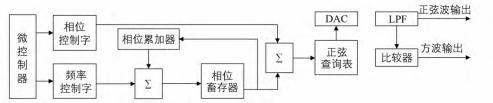 微控制器
相位控制字
频率控制字
相位累加器
Σ
相位畜存器
Σ
DAC
正弦查询表
LPF
比较器
正弦波输出
方波输出